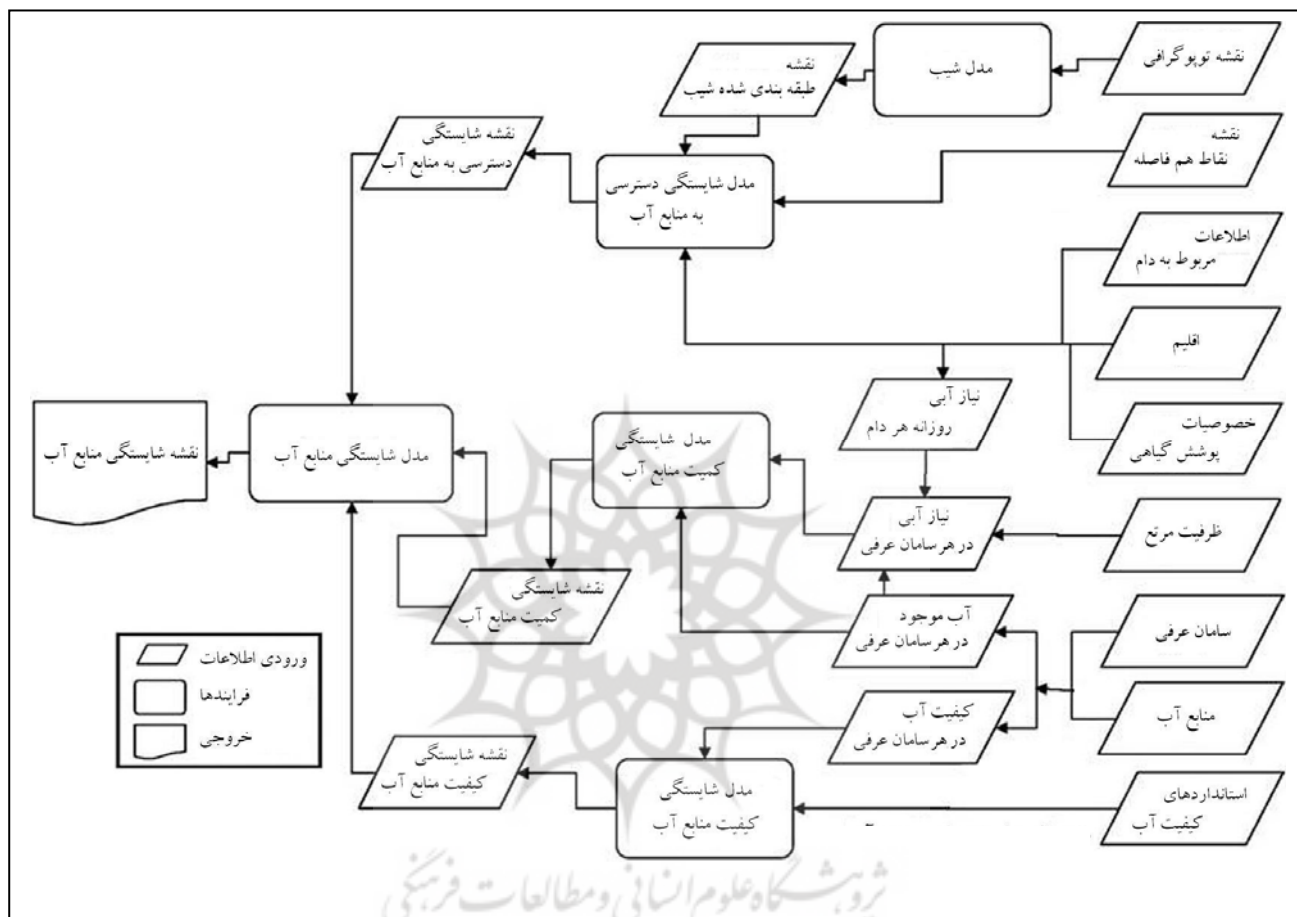 نقشه توپوگرافی
مدل شیب
نقشه
طبقه بندی شده شیب
نقشه
نقاط هم فاصله
نقشه شایستگی
دسترسی به منابع آب
مدل شایستگی دسترسی
به منابع آب
اطلاعات
مربوط به دام
اقلیم
خصوصیات
پوشش گیاهی
نیاز آبی
روزانه هر دام
مدل شایستگی
کمیت منابع آب
مدل شایستگی منابع آب
نقشه شایستگی منابع آب
نیاز آبی
در هر سامان عرفی
ظرفیت مرتع
نقشه شایستگی
کمیت منابع آب
آب موجود
در هر سامان عرفی
سامان عرفی
منابع آب
کیفیت آب
در هر سامان عرفی
نقشه شایستگی
کیفیت منابع آب
مدل شایستگی
کیفیت منابع آب
استانداردهای
کیفیت آب
ورودی اطلاعات
فرایندها
خروجی
پژوهشگاه علوم انسانی و مطالعات فرهنگی